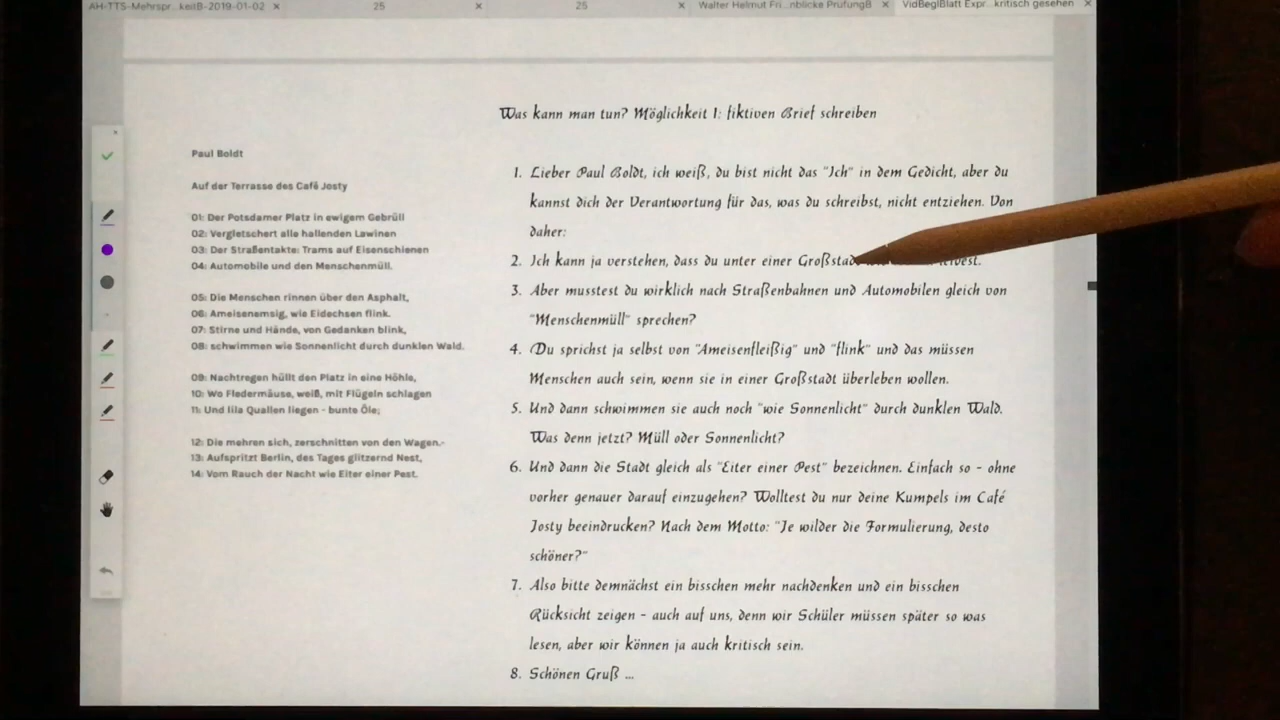 AH-TTS-Mehrspr...keitB-2019-01-02
25
25
Walter Helmut Fri...nblicke PrüfungB
VidBeglBlatt Expr...kritisch gesehen
Was kann man tun? Möglichkeit 1: fiktiven Brief schreiben
Paul Boldt
Auf der Terrasse des Café Josty
01: Der Potsdamer Platz in ewigem Gebrüll
02: Vergletschert alle hallenden Lawinen
03: Der Straßentakte: Trams auf Eisenschienen
04: Automobile und den Menschenmüll.
05: Die Menschen rinnen über den Asphalt,
06: Ameisenemsig, wie Eidechsen flink.
07: Stirne und Hände, von Gedanken blink,
08: schwimmen wie Sonnenlicht durch dunklen Wald.
09: Nachtregen hüllt den Platz in eine Höhle,
10: Wo Fledermäuse, weiß, mit Flügeln schlagen
11: Und lila Quallen liegen - bunte Öle;
12: Die mehren sich, zerschnitten von den Wagen.-
13: Aufspritzt Berlin, des Tages glitzernd Nest,
14: Vom Rauch der Nacht wie Eiter einer Pest.
1. Lieber Paul Boldt, ich weiß, du bist nicht das "Ich" in dem Gedicht, aber du
kannst dich der Verantwortung für das, was du schreibst, nicht entziehen. Von
daher:
2. Ich kann ja verstehen, dass du unter einer Großstadt
3. Aber musstest du wirklich nach Straßenbahnen und Automobilen gleich von
"Menschenmüll" sprechen?
4. Du sprichst ja selbst von "Ameisenfleißig" und "flink" und das müssen
Menschen auch sein, wenn sie in einer Großstadt überleben wollen.
5. Und dann schwimmen sie auch noch "wie Sonnenlicht" durch dunklen Wald.
Was denn jetzt? Müll oder Sonnenlicht?
6. Und dann die Stadt gleich als "Eiter einer Pest" bezeichnen. Einfach so - ohne
vorher genauer darauf einzugehen? Wolltest du nur deine Kumpels im Café
Josty beeindrucken? Nach dem Motto: "Je wilder die Formulierung, desto
schöner?"
7. Also bitte demnächst ein bisschen mehr nachdenken und ein bisschen
Rücksicht zeigen - auch auf uns, denn wir Schüler müssen später so was
lesen, aber wir können ja auch kritisch sein.
8. Schönen Gruß ...